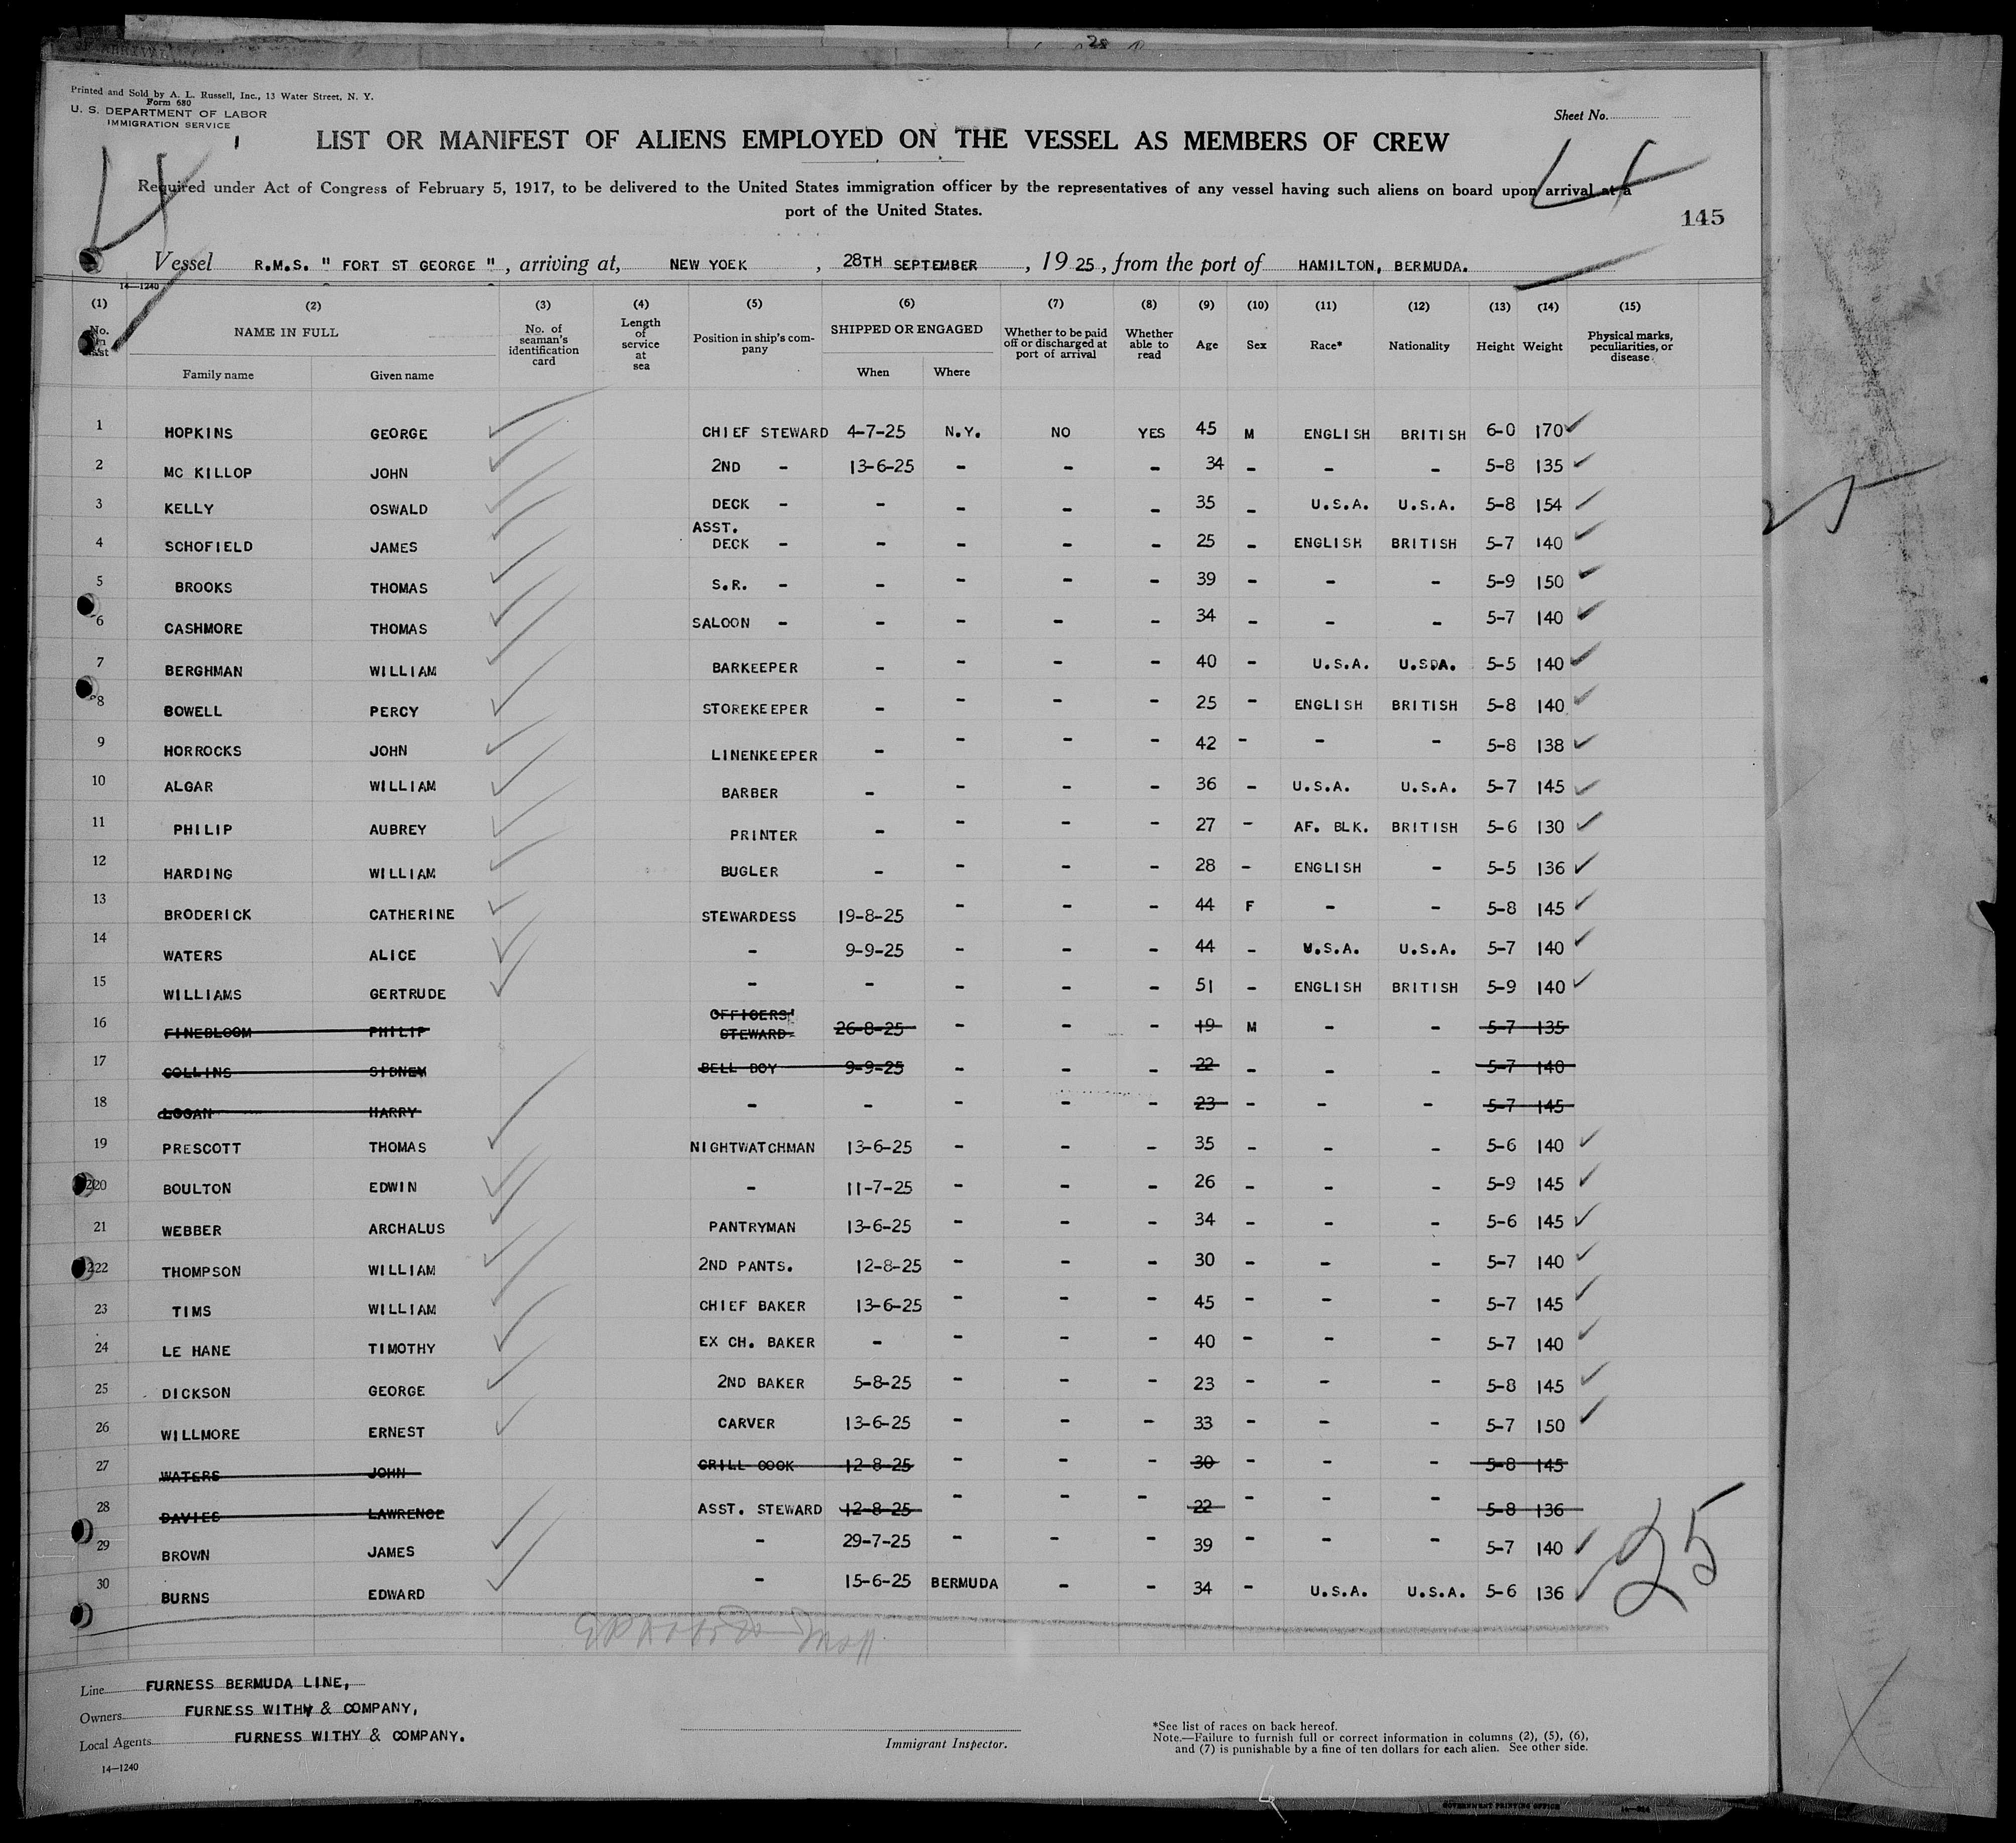 28
Printed and Sold by A. L. Russell, Inc., 13 Water Street, N. Y.
Form 680
U. S. DEPARTMENT OF LABOR
IMMIGRATION SERVICE
Sheet No.
LIST OR MANIFEST OF ALIENS EMPLOYED ON THE VESSEL AS MEMBERS OF CREW
Required under Act of Congress of February 5, 1917, to be delivered to the United States immigration officer by the representatives of any vessel having such aliens on board upon arrival at a
port of the United States.
145
Vessel R.M.S. " FORT ST GEORGE ", arriving at, NEW YOEK, 28TH SEPTEMBER, 1925, from the port of HAMILTON, BERMUDA.
14—1240
(1) (2) (3) (4) (5) (6) (7) (8) (9) (10) (11) (12) (13) (14) (15)
No. in list NAME IN FULL Family name Given name No. of seaman's identification card Length of service at sea Position in ship's company SHIPPED OR ENGAGED When Where Whether to be paid off or discharged at port of arrival Whether able to read Age Sex Race* Nationality Height Weight Physical marks, peculiarities, or disease
1 HOPKINS GEORGE CHIEF STEWARD 4-7-25 N.Y. NO YES 45 M ENGLISH BRITISH 6-0 170
2 MC KILLOP JOHN 2ND - 13-6-25 - - - 34 - - - 5-8 135
3 KELLY OSWALD DECK - - - - - 35 - U.S.A. U.S.A. 5-8 154
4 SCHOFIELD JAMES ASST. DECK - - - - - 25 - ENGLISH BRITISH 5-7 140
5 BROOKS THOMAS S.R. - - - - - 39 - - - 5-9 150
6 CASHMORE THOMAS SALOON - - - - - 34 - - - 5-7 140
7 BERGHMAN WILLIAM BARKEEPER - - - - 40 - U.S.A. U.S.A. 5-5 140
8 BOWELL PERCY STOREKEEPER - - - - 25 - ENGLISH BRITISH 5-8 140
9 HORROCKS JOHN LINENKEEPER - - - - 42 - - - 5-8 138
10 ALGAR WILLIAM BARBER - - - - 36 - U.S.A. U.S.A. 5-7 145
11 PHILIP AUBREY PRINTER - - - - 27 - AF. BLK. BRITISH 5-6 130
12 HARDING WILLIAM BUGLER - - - - 28 - ENGLISH - 5-5 136
13 BRODERICK CATHERINE STEWARDESS 19-8-25 - - - 44 F - - 5-8 145
14 WATERS ALICE - 9-9-25 - - - 44 - U.S.A. U.S.A. 5-7 140
15 WILLIAMS GERTRUDE - - - - - 51 - ENGLISH BRITISH 5-9 140
16 FINEBLOOM PHILIP OFFICERS' STEWARD 26-8-25 - - - 19 M - - 5-7 135
17 COLLINS SIDNEY BELL BOY 9-9-25 - - - 22 - - - 5-7 140
18 LOGAN HARRY - - - - - 23 - - - 5-7 145
19 PRESCOTT THOMAS NIGHTWATCHMAN 13-6-25 - - - 35 - - - 5-6 140
20 BOULTON EDWIN - 11-7-25 - - - 26 - - - 5-9 145
21 WEBBER ARCHALUS PANTRYMAN 13-6-25 - - - 34 - - - 5-6 145
22 THOMPSON WILLIAM 2ND PANTS. 12-8-25 - - - 30 - - - 5-7 140
23 TIMS WILLIAM CHIEF BAKER 13-6-25 - - - 45 - - - 5-7 145
24 LE HANE TIMOTHY EX CH. BAKER - - - - 40 - - - 5-7 140
25 DICKSON GEORGE 2ND BAKER 5-8-25 - - - 23 - - - 5-8 145
26 WILLMORE ERNEST CARVER 13-6-25 - - - 33 - - - 5-7 150
27 WATERS JOHN GRILL COOK 12-8-25 - - - 30 - - - 5-8 145
28 DAVIES LAWRENCE ASST. STEWARD 12-8-25 - - - 22 - - - 5-8 136
29 BROWN JAMES - 29-7-25 - - - 39 - - - 5-7 140
30 BURNS EDWARD - 15-6-25 BERMUDA - - 34 - U.S.A. U.S.A. 5-6 136
25
Line FURNESS BERMUDA LINE,
Owners FURNESS WITHY & COMPANY,
Local Agents FURNESS WITHY & COMPANY.
14—1240
Immigrant Inspector.
*See list of races on back hereof.
Note.—Failure to furnish full or correct information in columns (2), (5), (6),
and (7) is punishable by a fine of ten dollars for each alien. See other side.
GOVERNMENT PRINTING OFFICE